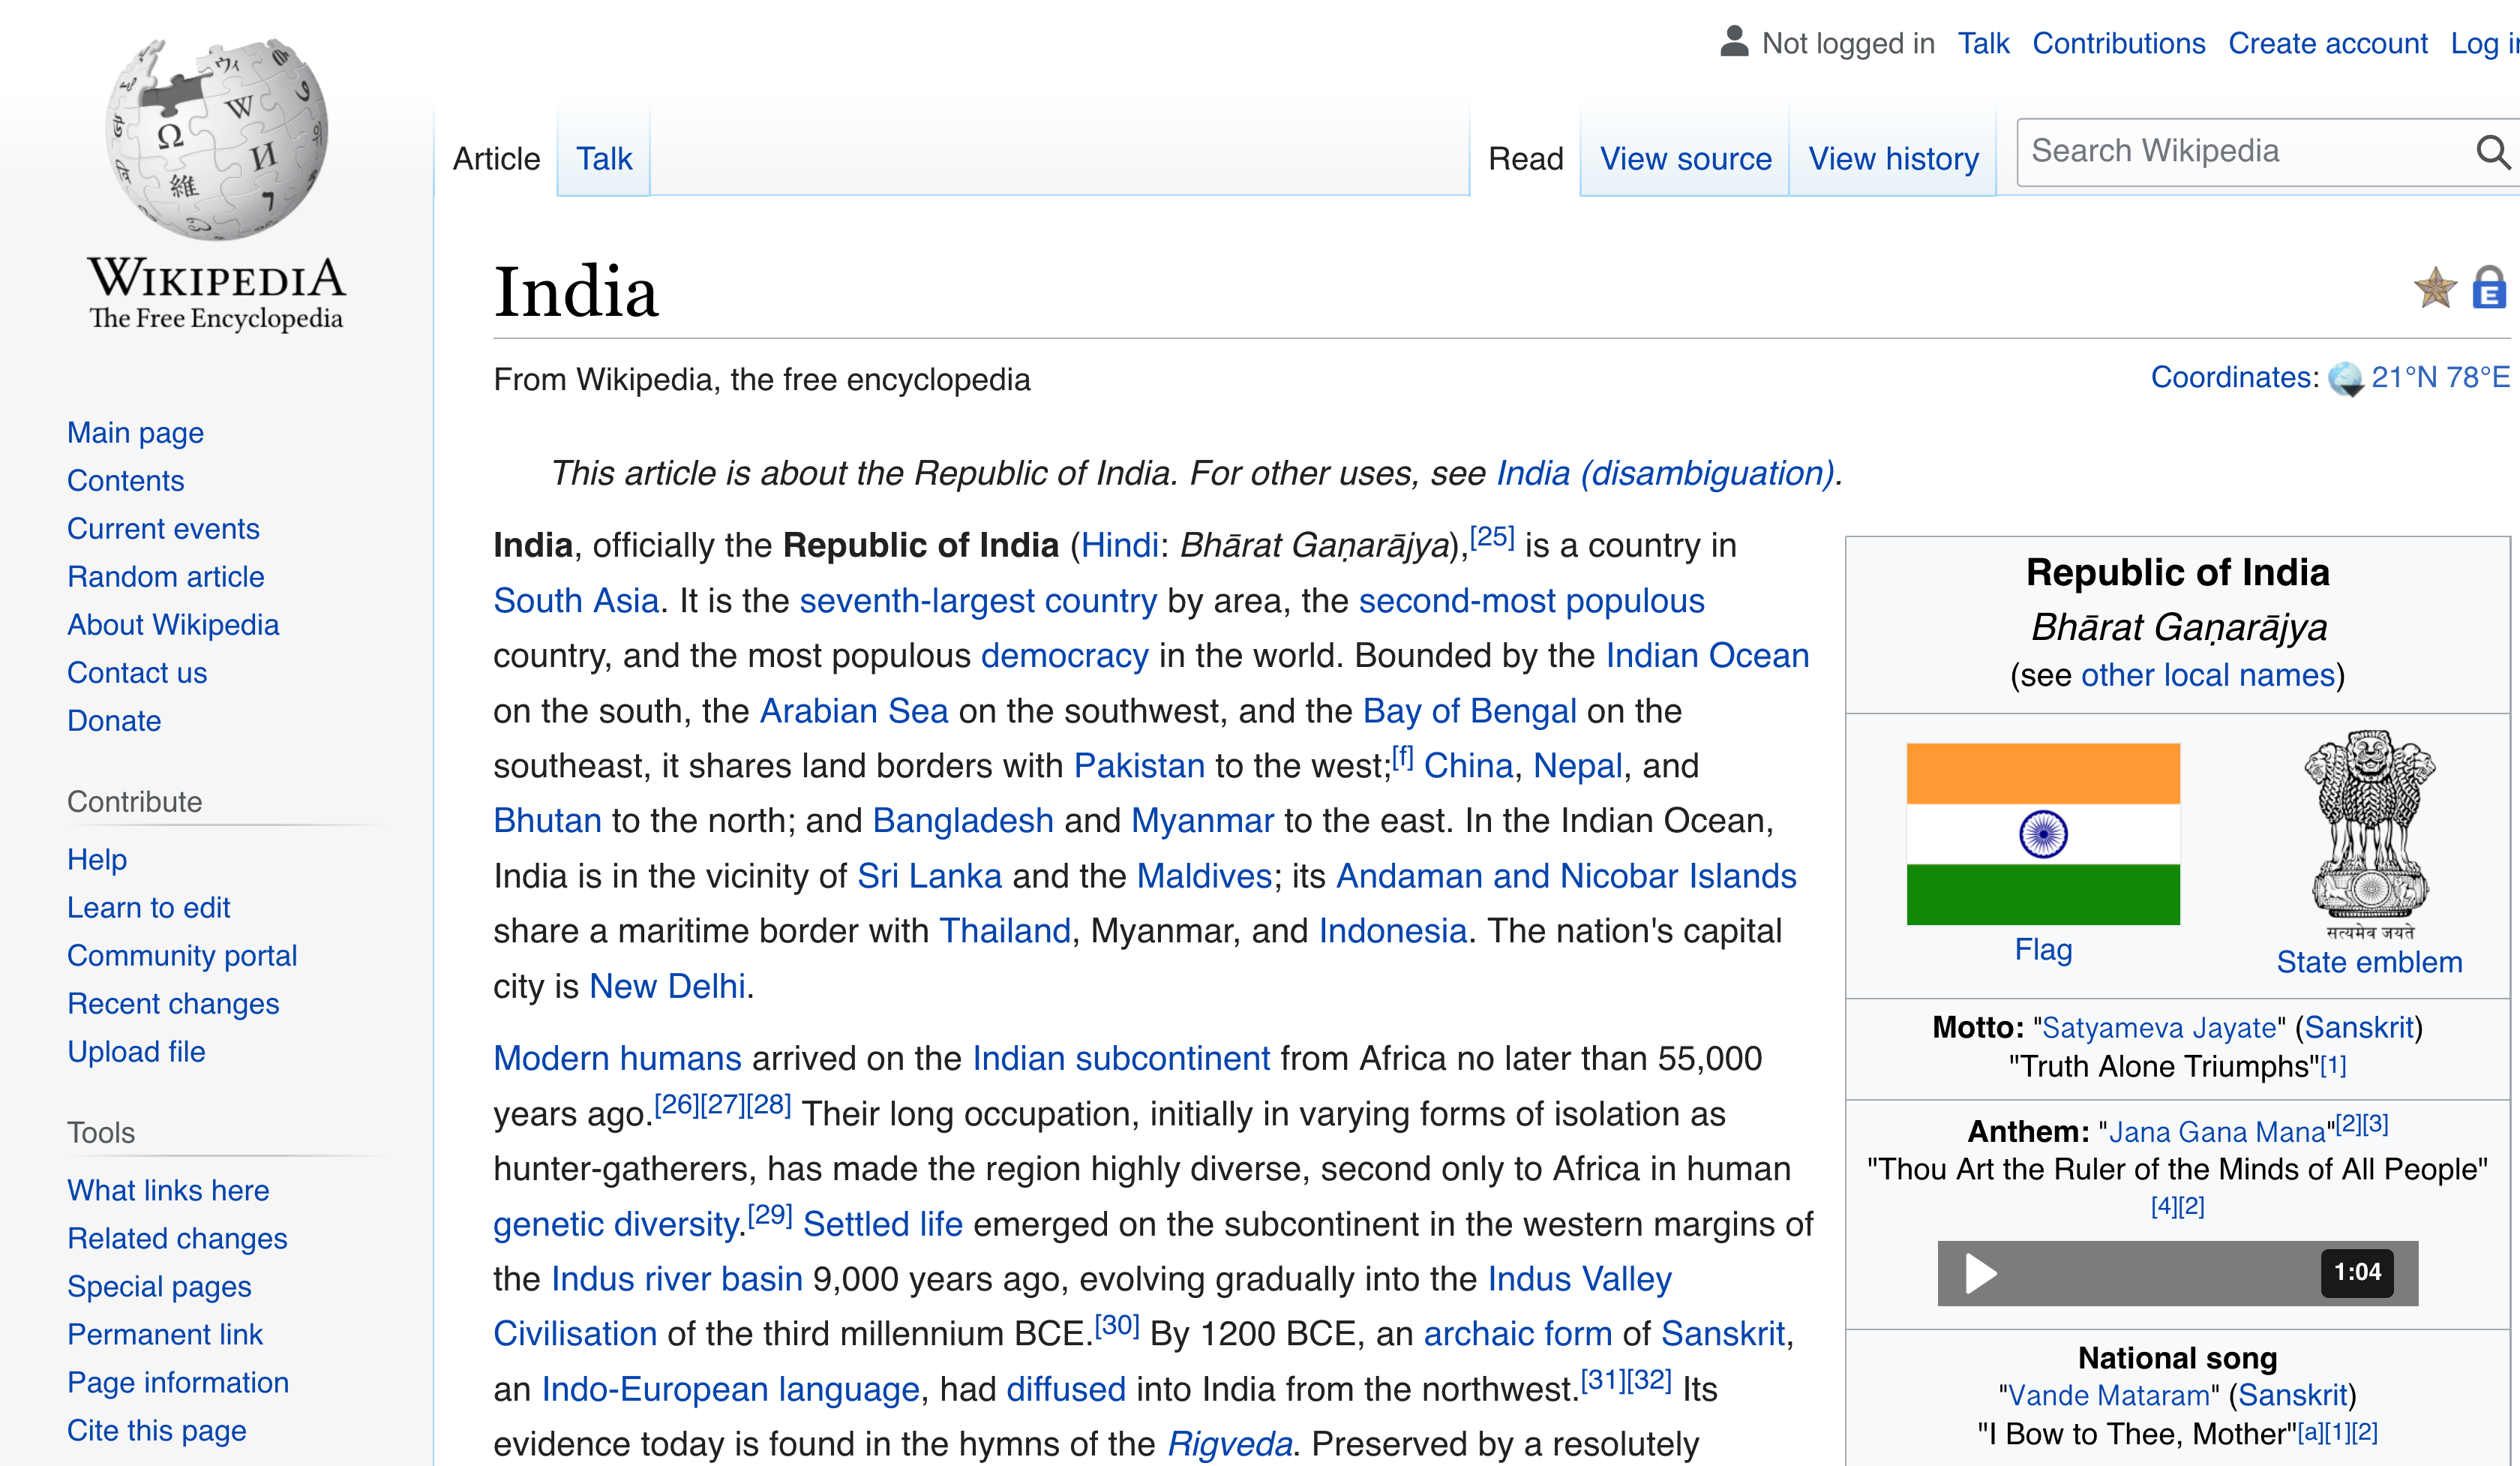 Not logged in Talk Contributions Create account Log i
Article Talk Read View source View history Search Wikipedia
WIKIPEDIA
The Free Encyclopedia
Main page
Contents
Current events
Random article
About Wikipedia
Contact us
Donate
Contribute
Help
Learn to edit
Community portal
Recent changes
Upload file
Tools
What links here
Related changes
Special pages
Permanent link
Page information
Cite this page
India
From Wikipedia, the free encyclopedia
Coordinates: 21°N 78°E
This article is about the Republic of India. For other uses, see India (disambiguation).
India, officially the Republic of India (Hindi: Bhārat Gaṇarājya),[25] is a country in
South Asia. It is the seventh-largest country by area, the second-most populous
country, and the most populous democracy in the world. Bounded by the Indian Ocean
on the south, the Arabian Sea on the southwest, and the Bay of Bengal on the
southeast, it shares land borders with Pakistan to the west;[f] China, Nepal, and
Bhutan to the north; and Bangladesh and Myanmar to the east. In the Indian Ocean,
India is in the vicinity of Sri Lanka and the Maldives; its Andaman and Nicobar Islands
share a maritime border with Thailand, Myanmar, and Indonesia. The nation's capital
city is New Delhi.
Modern humans arrived on the Indian subcontinent from Africa no later than 55,000
years ago.[26][27][28] Their long occupation, initially in varying forms of isolation as
hunter-gatherers, has made the region highly diverse, second only to Africa in human
genetic diversity.[29] Settled life emerged on the subcontinent in the western margins of
the Indus river basin 9,000 years ago, evolving gradually into the Indus Valley
Civilisation of the third millennium BCE.[30] By 1200 BCE, an archaic form of Sanskrit,
an Indo-European language, had diffused into India from the northwest.[31][32] Its
evidence today is found in the hymns of the Rigveda. Preserved by a resolutely
Republic of India
Bhārat Gaṇarājya
(see other local names)
सत्यमेव जयते
Flag
State emblem
Motto: "Satyameva Jayate" (Sanskrit)
"Truth Alone Triumphs"[1]
Anthem: "Jana Gana Mana"[2][3]
"Thou Art the Ruler of the Minds of All People"
[4][2]
1:04
National song
"Vande Mataram" (Sanskrit)
"I Bow to Thee, Mother"[a][1][2]